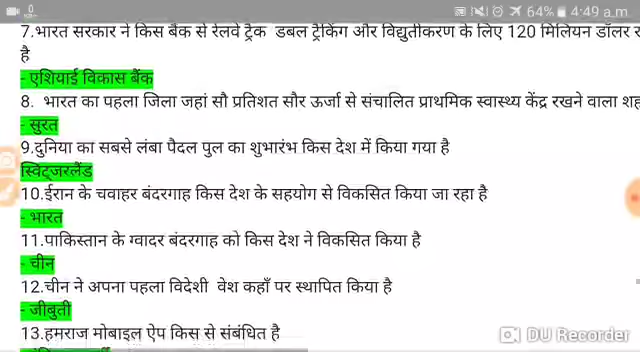 0
64% 4:49 a.m
7.भारत सरकार ने किस बैंक से रेलवे ट्रैक डबल ट्रैकिंग और विद्युतीकरण के लिए 120 मिलियन डॉलर
है
- एशियाई विकास बैंक
8. भारत का पहला जिला जहां सौ प्रतिशत सौर ऊर्जा से संचालित प्राथमिक स्वास्थ्य केंद्र रखने वाला
- सुरत
9.दुनिया का सबसे लंबा पैदल पुल का शुभारंभ किस देश में किया गया है
स्विट्जरलैंड
10.ईरान के चवाहर बंदरगाह किस देश के सहयोग से विकसित किया जा रहा है
- भारत
11.पाकिस्तान के ग्वादर बंदरगाह को किस देश ने विकसित किया है
- चीन
12.चीन ने अपना पहला विदेशी वेश कहाँ पर स्थापित किया है
- जीबुती
13.हमराज मोबाइल ऐप किस से संबंधित है
DU Recorder